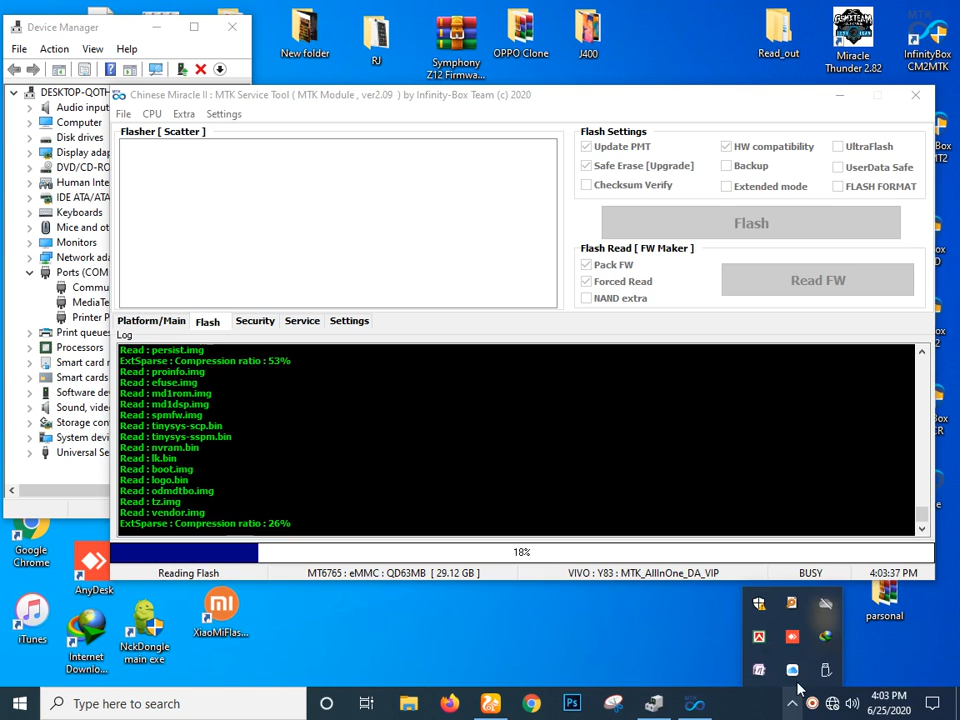 Device Manager
File Action View Help
DESKTOP-QOTH
Audio input
Computer
Disk drives
Display adap
DVD/CD-RO
Human Inte
IDE ATA/ATA
Keyboards
Mice and ot
Monitors
Network ada
Ports (COM
Commu
MediaTe
Printer P
Print queues
Processors
Smart card r
Smart cards
Software dev
Sound, video
Storage con
System devi
Universal Se
New folder
RJ
Symphony
Z12 Firmwa...
OPPO Clone
J400
Read_out
Miracle
Thunder 2.82
InfinityBox
CM2MTK
Chinese Miracle II : MTK Service Tool ( MTK Module , ver2.09 ) by Infinity-Box Team (c) 2020
File CPU Extra Settings
Flasher [ Scatter ]
Flash Settings
Update PMT
HW compatibility
UltraFlash
Safe Erase [Upgrade]
Backup
UserData Safe
Checksum Verify
Extended mode
FLASH FORMAT
Flash
Flash Read [ FW Maker ]
Pack FW
Forced Read
NAND extra
Read FW
Platform/Main Flash Security Service Settings
Log
Read : persist.img
ExtSparse : Compression ratio : 53%
Read : proinfo.img
Read : efuse.img
Read : md1rom.img
Read : md1dsp.img
Read : spmfw.img
Read : tinysys-scp.bin
Read : tinysys-sspm.bin
Read : nvram.bin
Read : lk.bin
Read : boot.img
Read : logo.bin
Read : odmdtbo.img
Read : tz.img
Read : vendor.img
ExtSparse : Compression ratio : 26%
18%
Reading Flash
MT6765 : eMMC : QD63MB [ 29.12 GB ]
VIVO : Y83 : MTK_AllInOne_DA_VIP
BUSY
4:03:37 PM
Google
Chrome
AnyDesk
iTunes
Internet
Downlo...
NckDongle
main exe
XiaoMiFlas...
parsonal
Type here to search
4:03 PM
6/25/2020